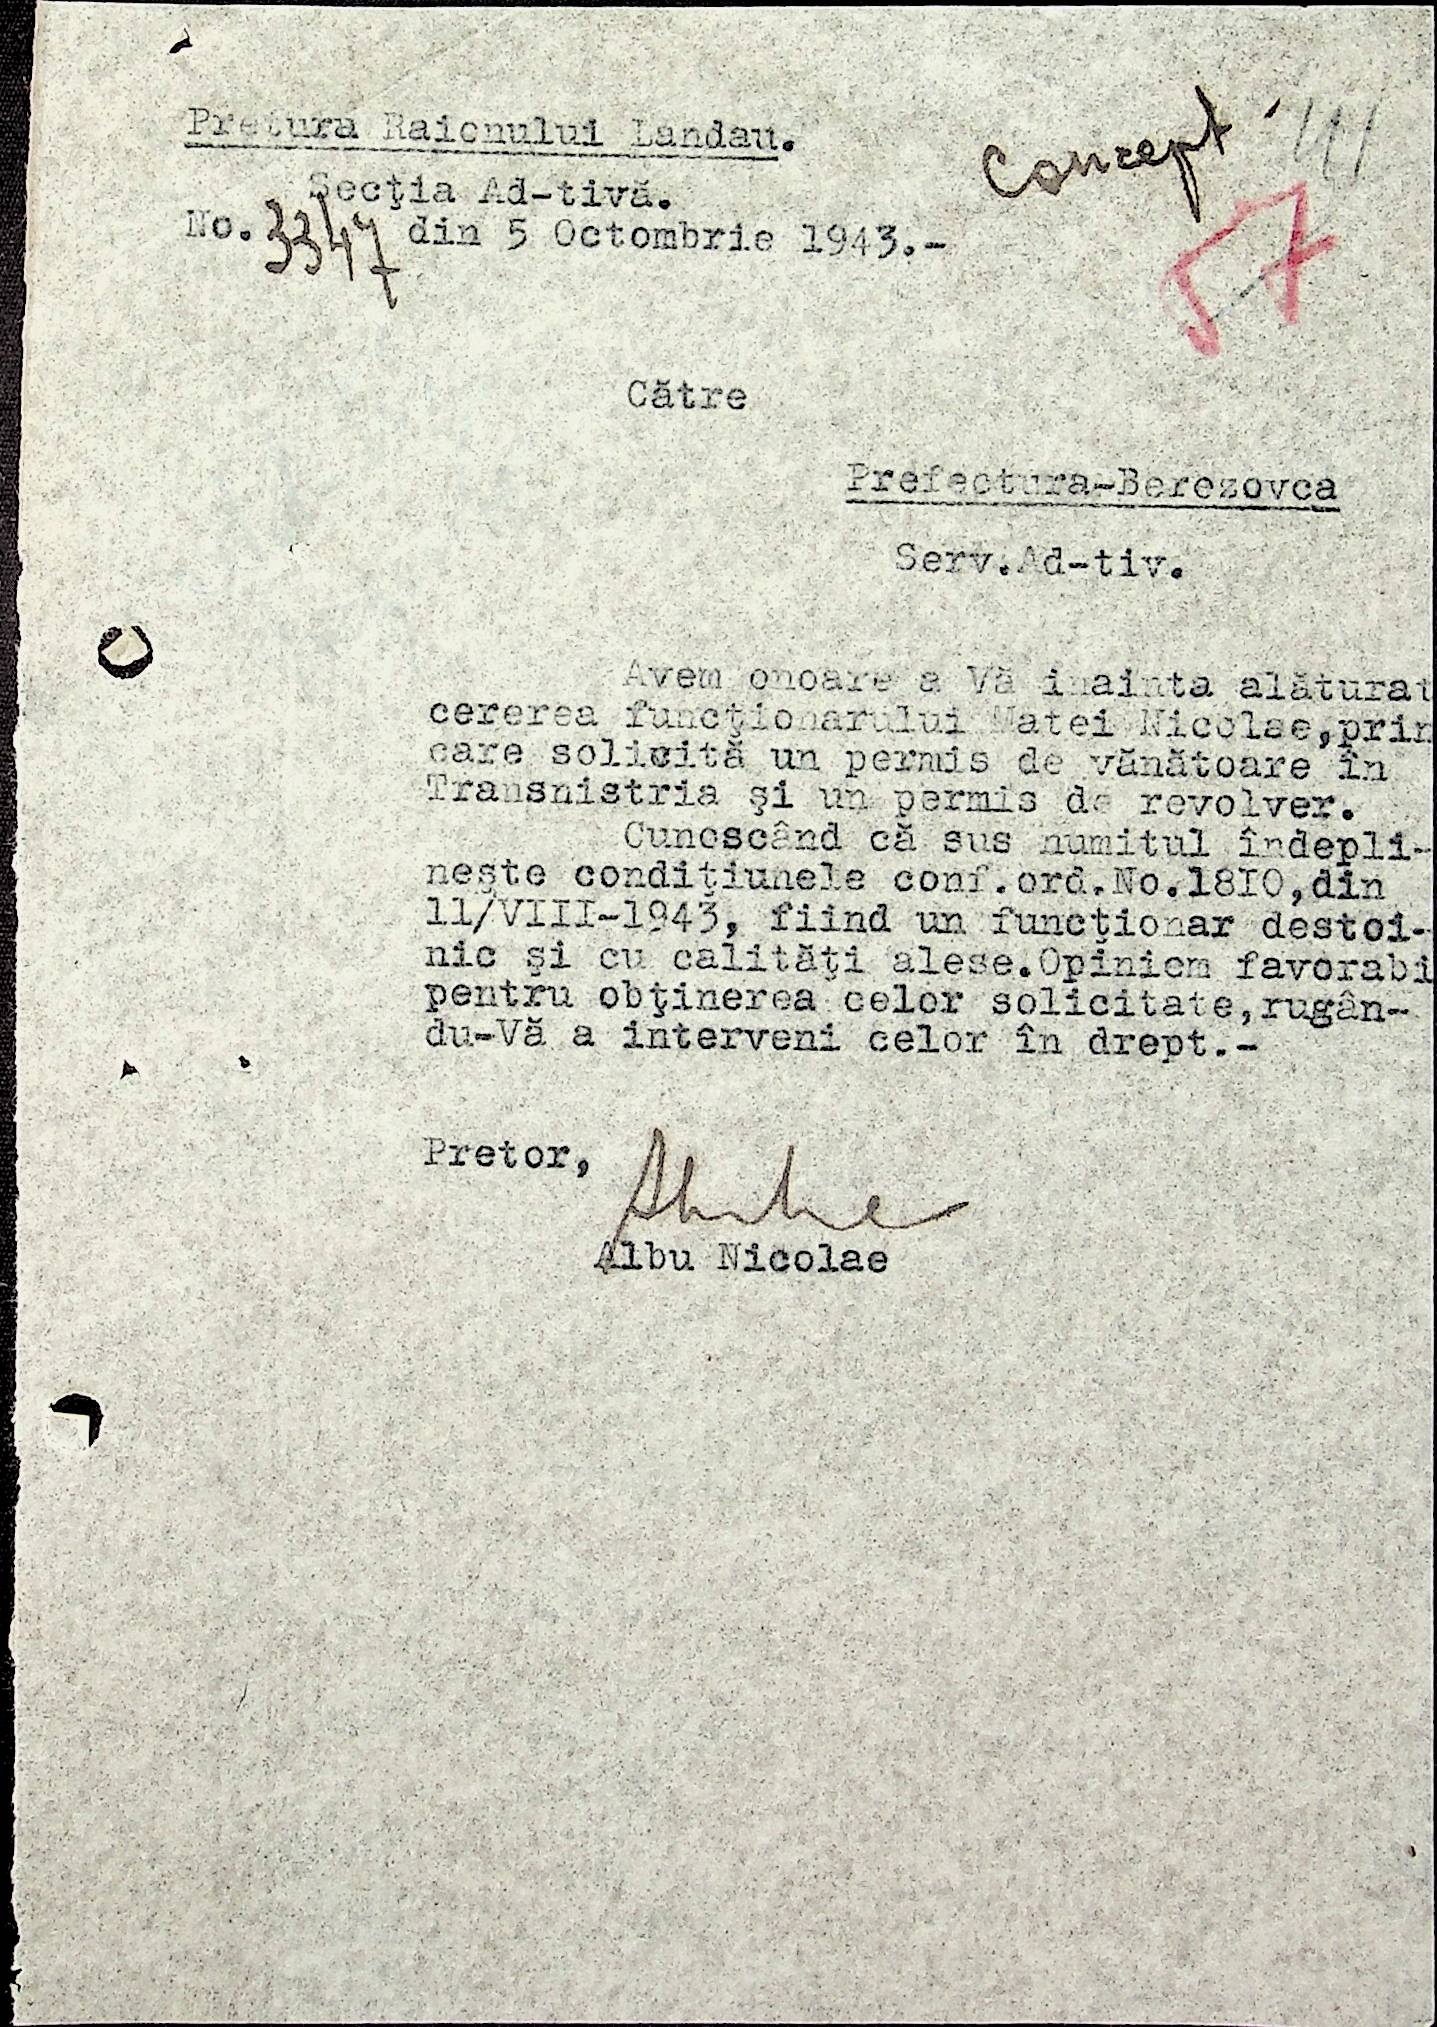 Pretura Raionului Landau.
Concept
Secţia Ad-tivă.
No. 3347 din 5 Octombrie 1943.-
57
Către
Prefectura-Berezovca
Serv.Ad-tiv.
Avem onoare a Vă inainta alăturat
cererea funcţionarului Matei Nicolae,prin
care solicită un permis de vănătoare în
Transnistria şi un permis de revolver.
Cunoscând că sus numitul îndepli-
neşte condiţiunele conf.ord.No.18I0,din
11/VIII-1943, fiind un funcţionar destoi-
nic şi cu calităţi alese.Opiniem favorabi
pentru obţinerea celor solicitate,rugân-
du-Vă a interveni celor în drept.-
Pretor,
Albu Nicolae